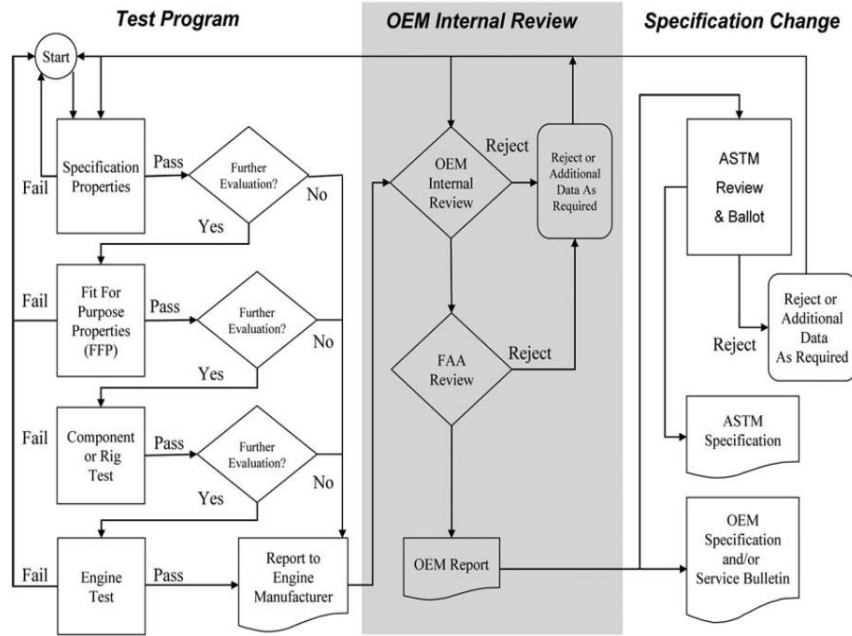 Test Program
OEM Internal Review
Specification Change
Start
Specification
Properties
Fail
Pass
Further
Evaluation?
No
Yes
Fit For
Purpose
Properties
(FFP)
Fail
Pass
Further
Evaluation?
No
Yes
Component
or Rig
Test
Fail
Pass
Further
Evaluation?
No
Yes
Engine
Test
Fail
Pass
Report to
Engine
Manufacturer
OEM
Internal
Review
Reject
Reject or
Additional
Data As
Required
FAA
Review
Reject
OEM Report
ASTM
Review
& Ballot
Reject
Reject or
Additional
Data
As Required
ASTM
Specification
OEM
Specification
and/or
Service Bulletin